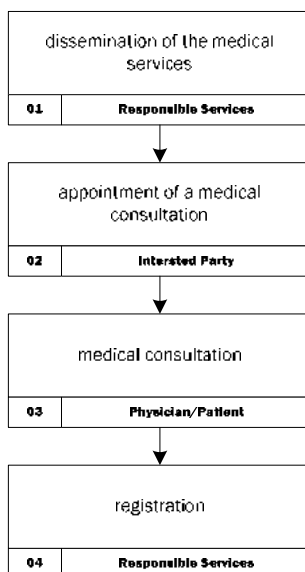 dissemination of the medical
services
01 Responsible Services
appointment of a medical
consultation
02 Intersted Party
medical consultation
03 Physician/Patient
registration
04 Responsible Services